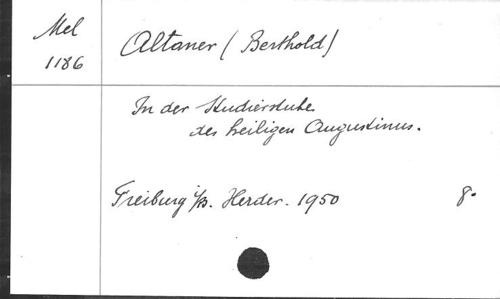 Mel
1186
Altaner (Berthold)
In der Studierstube
des heiligen Augustinus.
Freiburg i/B. Herder. 1950 8°